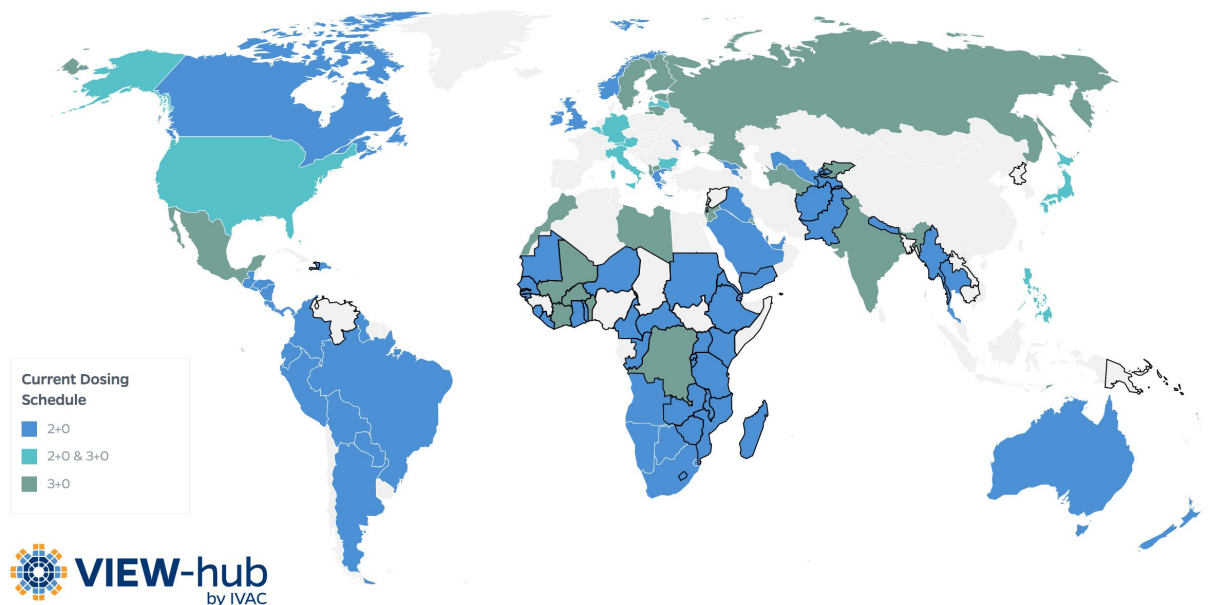 Current Dosing
Schedule
2+0
2+0 & 3+0
3+0
VIEW-hub
by IVAC